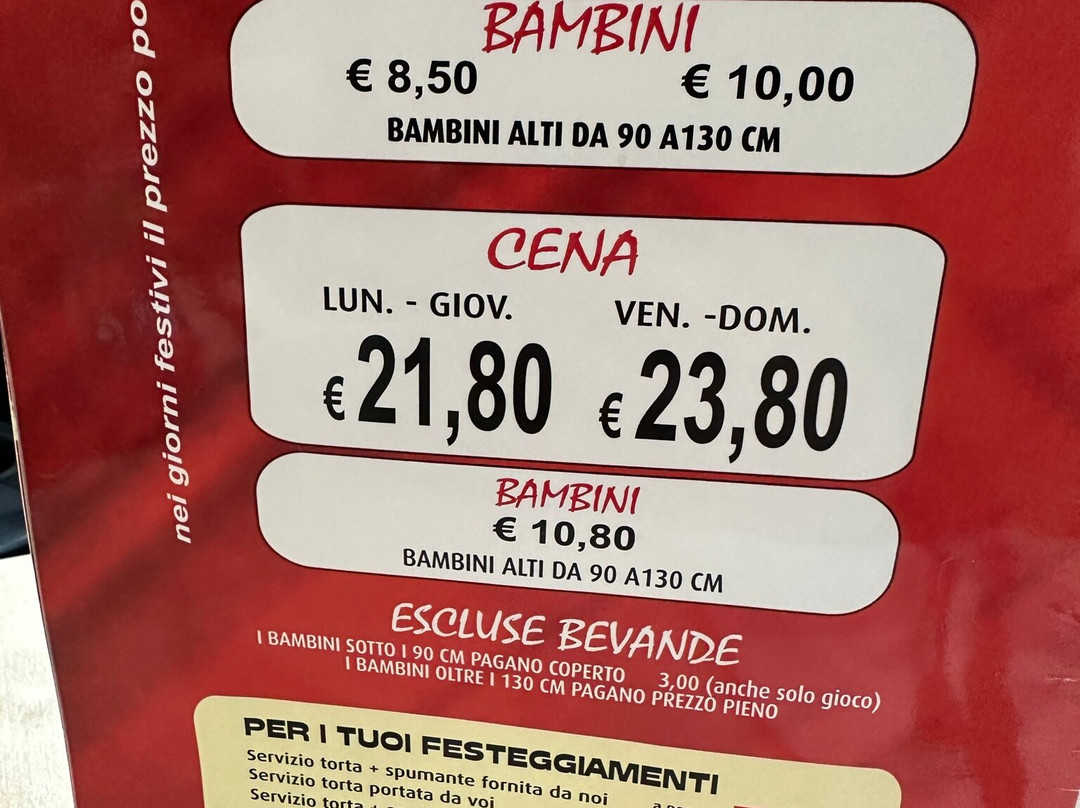 BAMBINI
€ 8,50 € 10,00
BAMBINI ALTI DA 90 A130 CM
nei giorni festivi il prezzo
CENA
LUN. - GIOV. VEN. -DOM.
€ 21,80 € 23,80
BAMBINI
€ 10,80
BAMBINI ALTI DA 90 A130 CM
ESCLUSE BEVANDE
I BAMBINI SOTTO I 90 CM PAGANO COPERTO 3,00 (anche solo gioco)
I BAMBINI OLTRE I 130 CM PAGANO PREZZO PIENO
PER I TUOI FESTEGGIAMENTI
Servizio torta + spumante fornita da noi
Servizio torta portata da voi
Servizio torta +